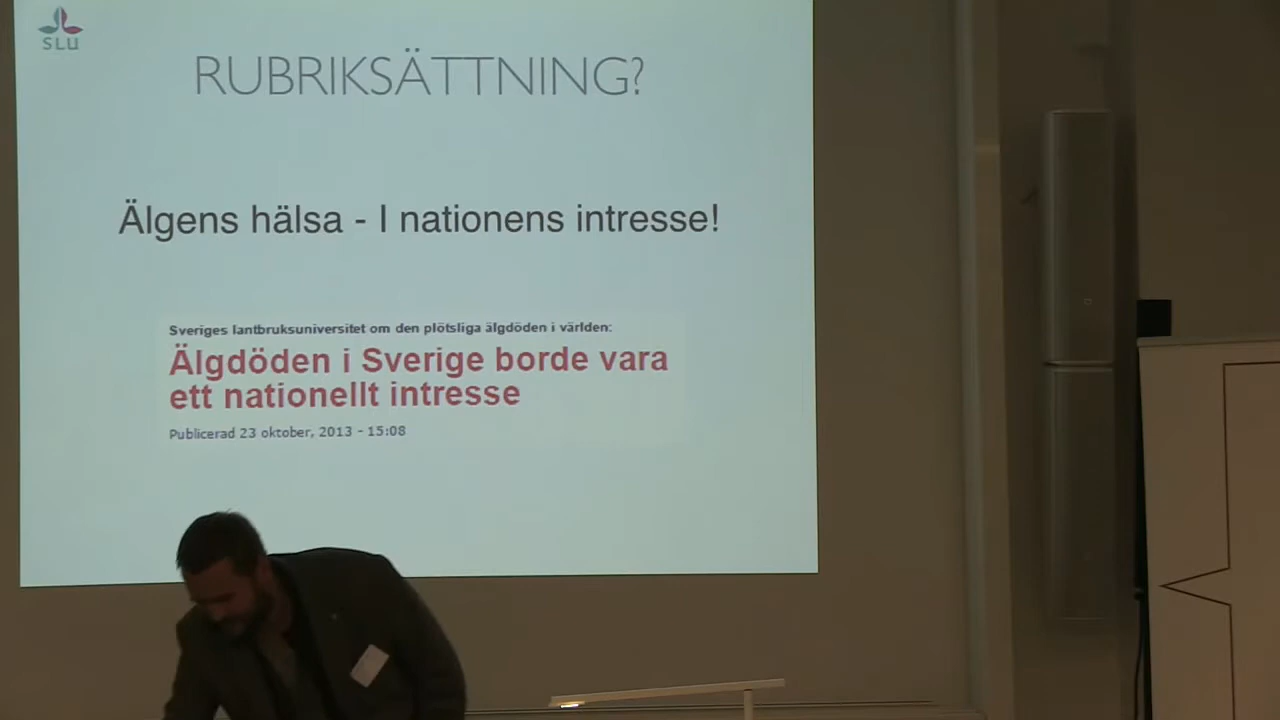 SLU
RUBRIKSÄTTNING?
Älgens hälsa - I nationens intresse!
Sveriges lantbruksuniversitet om den plötsliga älgdöden i världen:
Älgdöden i Sverige borde vara
ett nationellt intresse
Publicerad 23 oktober, 2013 - 15:08